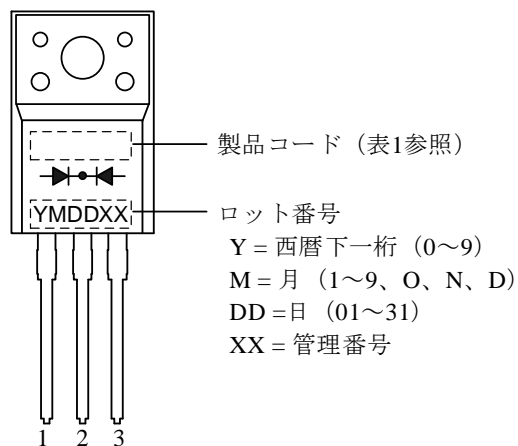 製品コード（表1参照）
YMDDXX
ロット番号
Y = 西暦下一桁（0～9）
M = 月（1～9、O、N、D）
DD =日（01～31）
XX = 管理番号
1 2 3